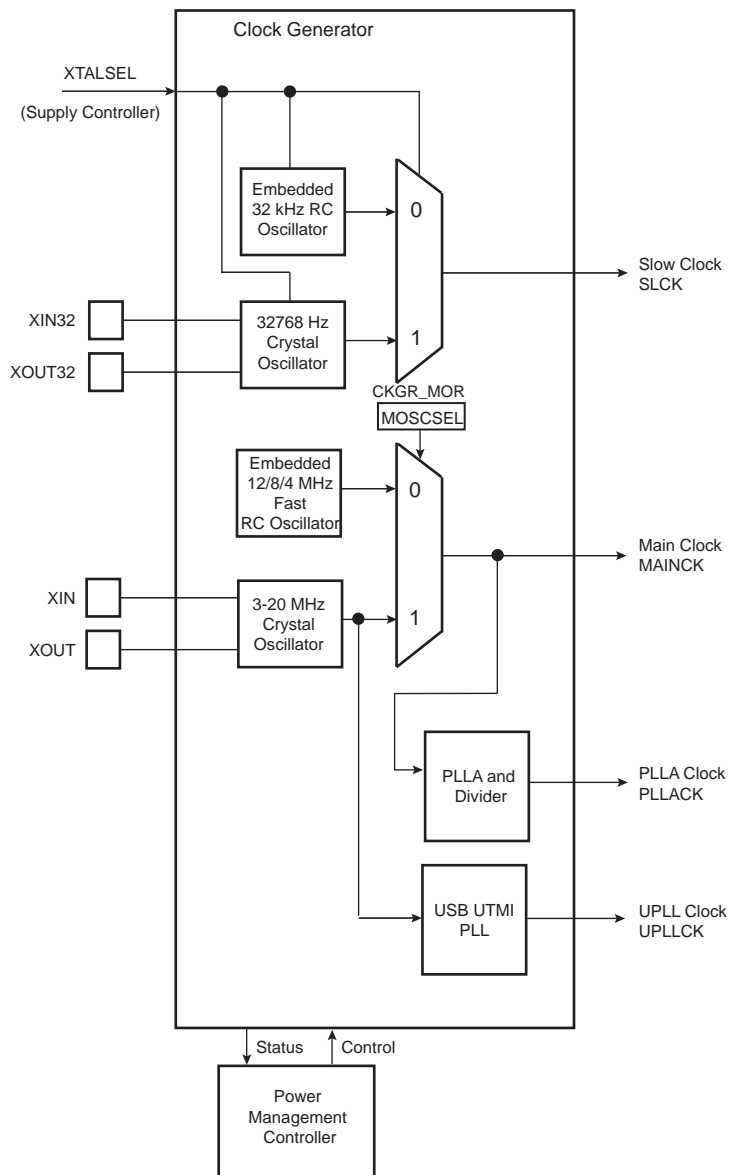 Clock Generator
XTALSEL
(Supply Controller)
Embedded
32 kHz RC
Oscillator
0
Slow Clock
SLCK
XIN32
32768 Hz
Crystal
Oscillator
1
XOUT32
CKGR_MOR
MOSCSEL
Embedded
12/8/4 MHz
Fast
RC Oscillator
0
Main Clock
MAINCK
XIN
3-20 MHz
Crystal
Oscillator
1
XOUT
PLLA and
Divider
PLLA Clock
PLLACK
USB UTMI
PLL
UPLL Clock
UPLLCK
Status
Control
Power
Management
Controller